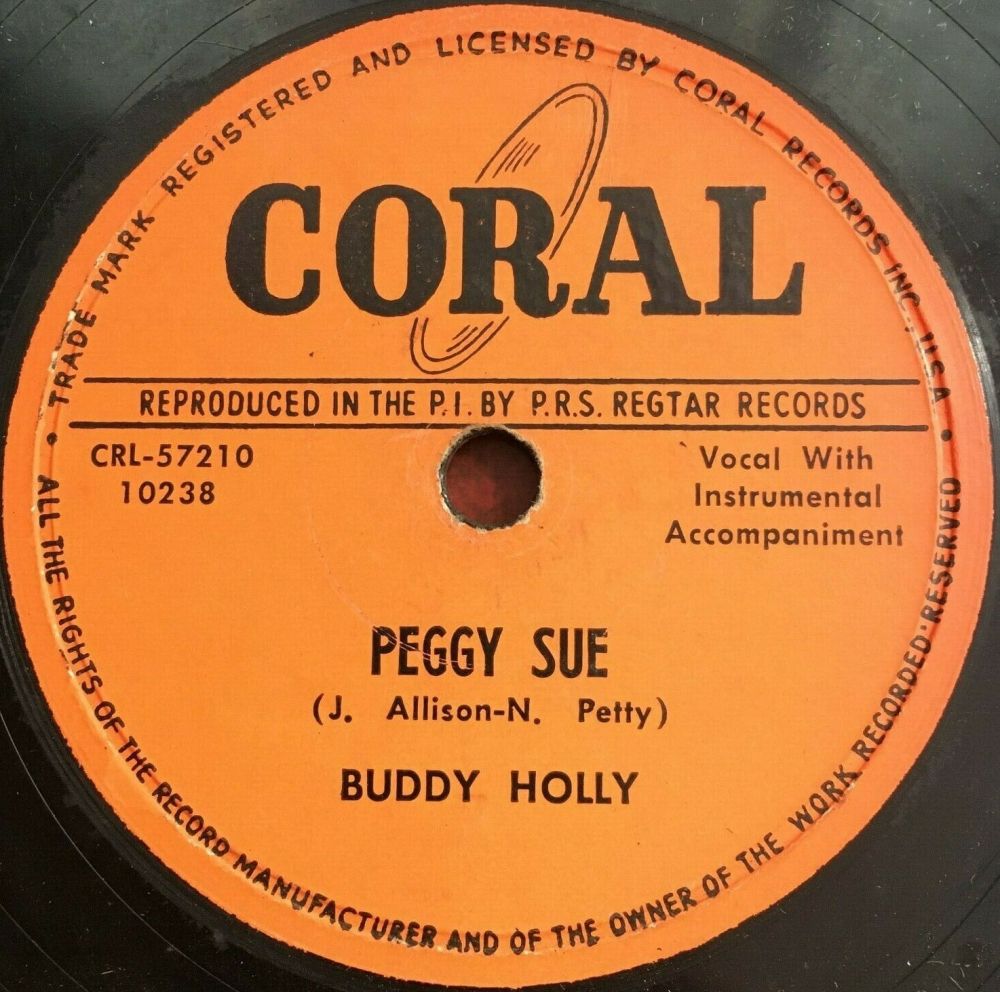 TRADE MARK REGISTERED AND LICENSED BY CORAL RECORDS INC., U.S.A
CORAL
REPRODUCED IN THE P.I. BY P.R.S. REGTAR RECORDS
CRL-57210
10238
Vocal With
Instrumental
Accompaniment
PEGGY SUE
(J. Allison-N. Petty)
BUDDY HOLLY
• ALL THE RIGHTS OF THE RECORD MANUFACTURER AND OF THE OWNER OF THE WORK RECORDED•RESERVED •